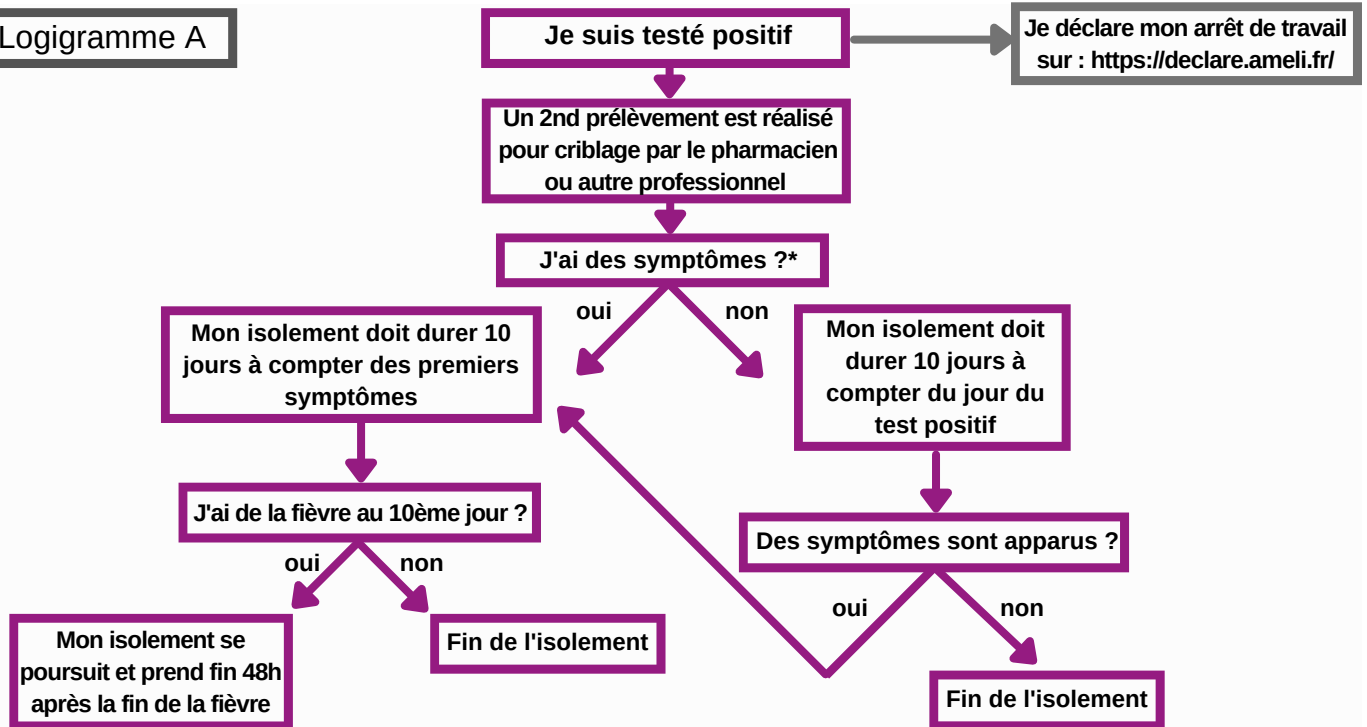 Logigramme A
Je suis testé positif
Je déclare mon arrêt de travail
sur : https://declare.ameli.fr/
Un 2nd prélèvement est réalisé
pour criblage par le pharmacien
ou autre professionnel
J'ai des symptômes ?*
oui
non
Mon isolement doit durer 10
jours à compter des premiers
symptômes
Mon isolement doit
durer 10 jours à
compter du jour du
test positif
J'ai de la fièvre au 10ème jour ?
Des symptômes sont apparus ?
oui
non
oui
non
Mon isolement se
poursuit et prend fin 48h
après la fin de la fièvre
Fin de l'isolement
Fin de l'isolement